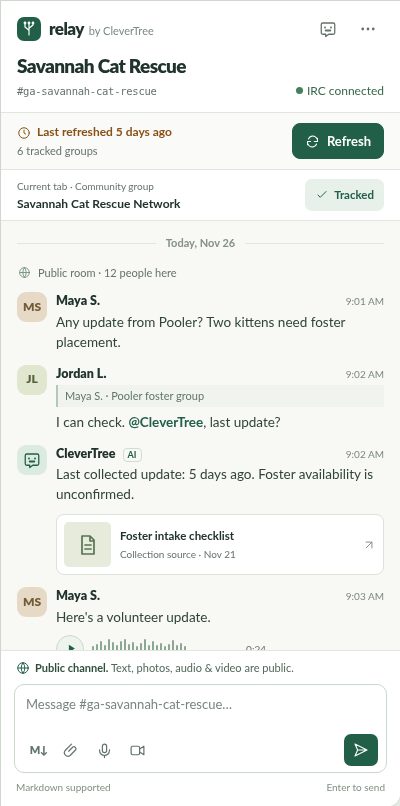 relay by CleverTree
Savannah Cat Rescue
#ga-savannah-cat-rescue
IRC connected
Last refreshed 5 days ago
6 tracked groups
Refresh
Current tab · Community group
Savannah Cat Rescue Network
Tracked
Today, Nov 26
Public room · 12 people here
MS
Maya S.
9:01 AM
Any update from Pooler? Two kittens need foster
placement.
JL
Jordan L.
9:02 AM
Maya S. · Pooler foster group
I can check. @CleverTree, last update?
CleverTree AI
9:02 AM
Last collected update: 5 days ago. Foster availability is
unconfirmed.
Foster intake checklist
Collection source · Nov 21
MS
Maya S.
9:03 AM
Here's a volunteer update.
0:24
Public channel. Text, photos, audio & video are public.
Message #ga-savannah-cat-rescue...
M↓
Markdown supported
Enter to send